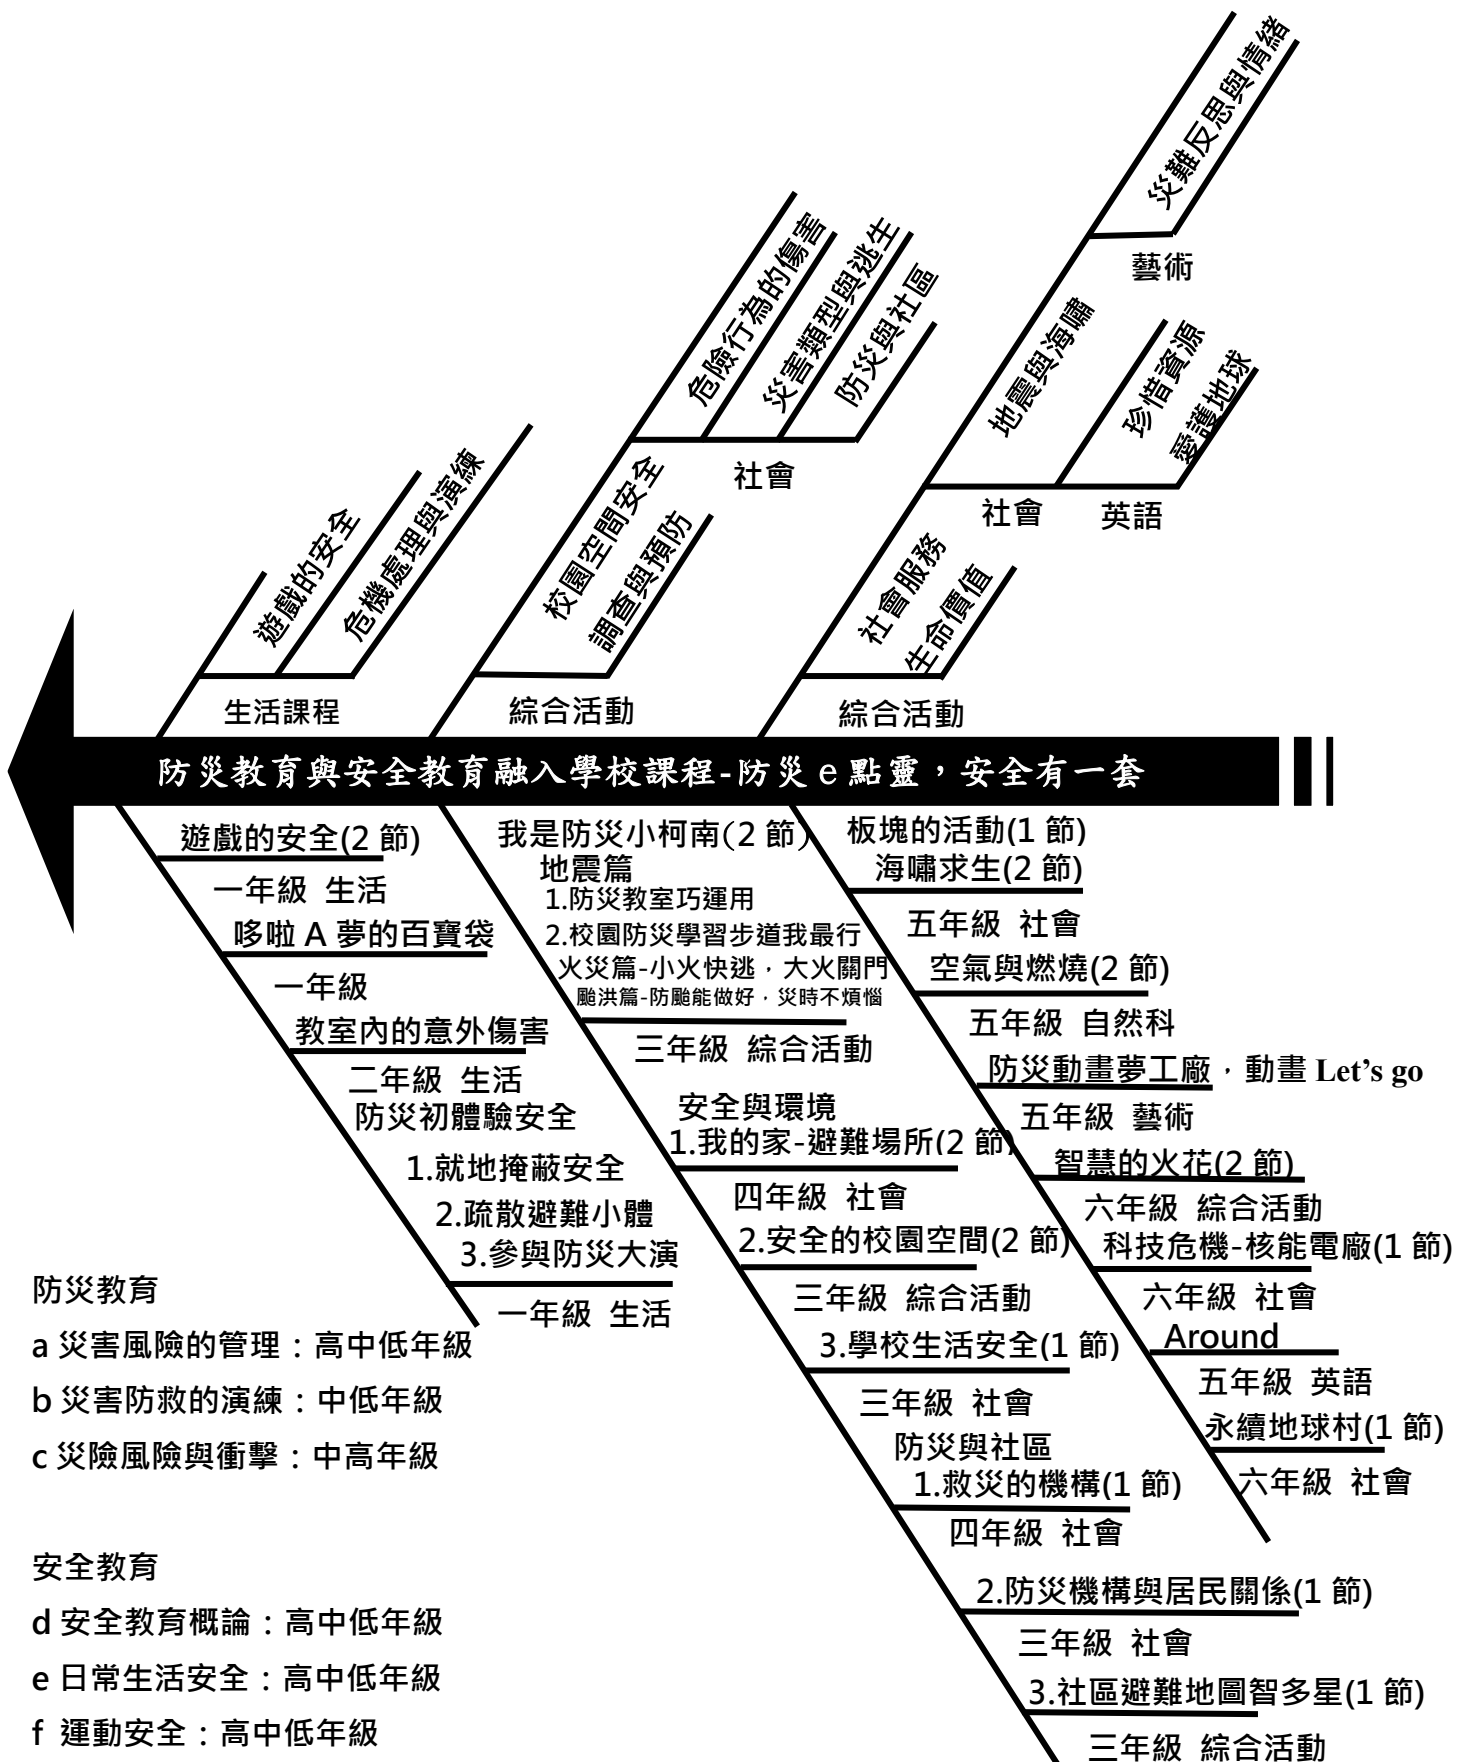 災難反思與情緒
藝術
危險行為的傷害
災害類型與逃生
防災與社區
社會
地震與海嘯
珍惜資源
愛護地球
社會
英語
遊戲的安全
危機處理與演練
生活課程
校園空間安全
調查與預防
綜合活動
社會服務
生命價值
綜合活動
防災教育與安全教育融入學校課程-防災e點靈，安全有一套
遊戲的安全(2 節)
一年級 生活
哆啦 A 夢的百寶袋
一年級
教室內的意外傷害
二年級 生活
防災初體驗安全
1.就地掩蔽安全
2.疏散避難小體
3.參與防災大演
一年級 生活
我是防災小柯南(2 節)
地震篇
1.防災教室巧運用
2.校園防災學習步道我最行
火災篇-小火快逃，大火關門
颱洪篇-防颱能做好，災時不煩惱
三年級 綜合活動
安全與環境
1.我的家-避難場所(2 節)
四年級 社會
2.安全的校園空間(2 節)
三年級 綜合活動
3.學校生活安全(1 節)
三年級 社會
防災與社區
1.救災的機構(1 節)
四年級 社會
2.防災機構與居民關係(1 節)
三年級 社會
3.社區避難地圖智多星(1 節)
三年級 綜合活動
板塊的活動(1 節)
海嘯求生(2 節)
五年級 社會
空氣與燃燒(2 節)
五年級 自然科
防災動畫夢工廠，動畫 Let’s go
五年級 藝術
智慧的火花(2 節)
六年級 綜合活動
科技危機-核能電廠(1 節)
六年級 社會
Around
五年級 英語
永續地球村(1 節)
六年級 社會
防災教育
a 災害風險的管理：高中低年級
b 災害防救的演練：中低年級
c 災險風險與衝擊：中高年級
安全教育
d 安全教育概論：高中低年級
e 日常生活安全：高中低年級
f 運動安全：高中低年級